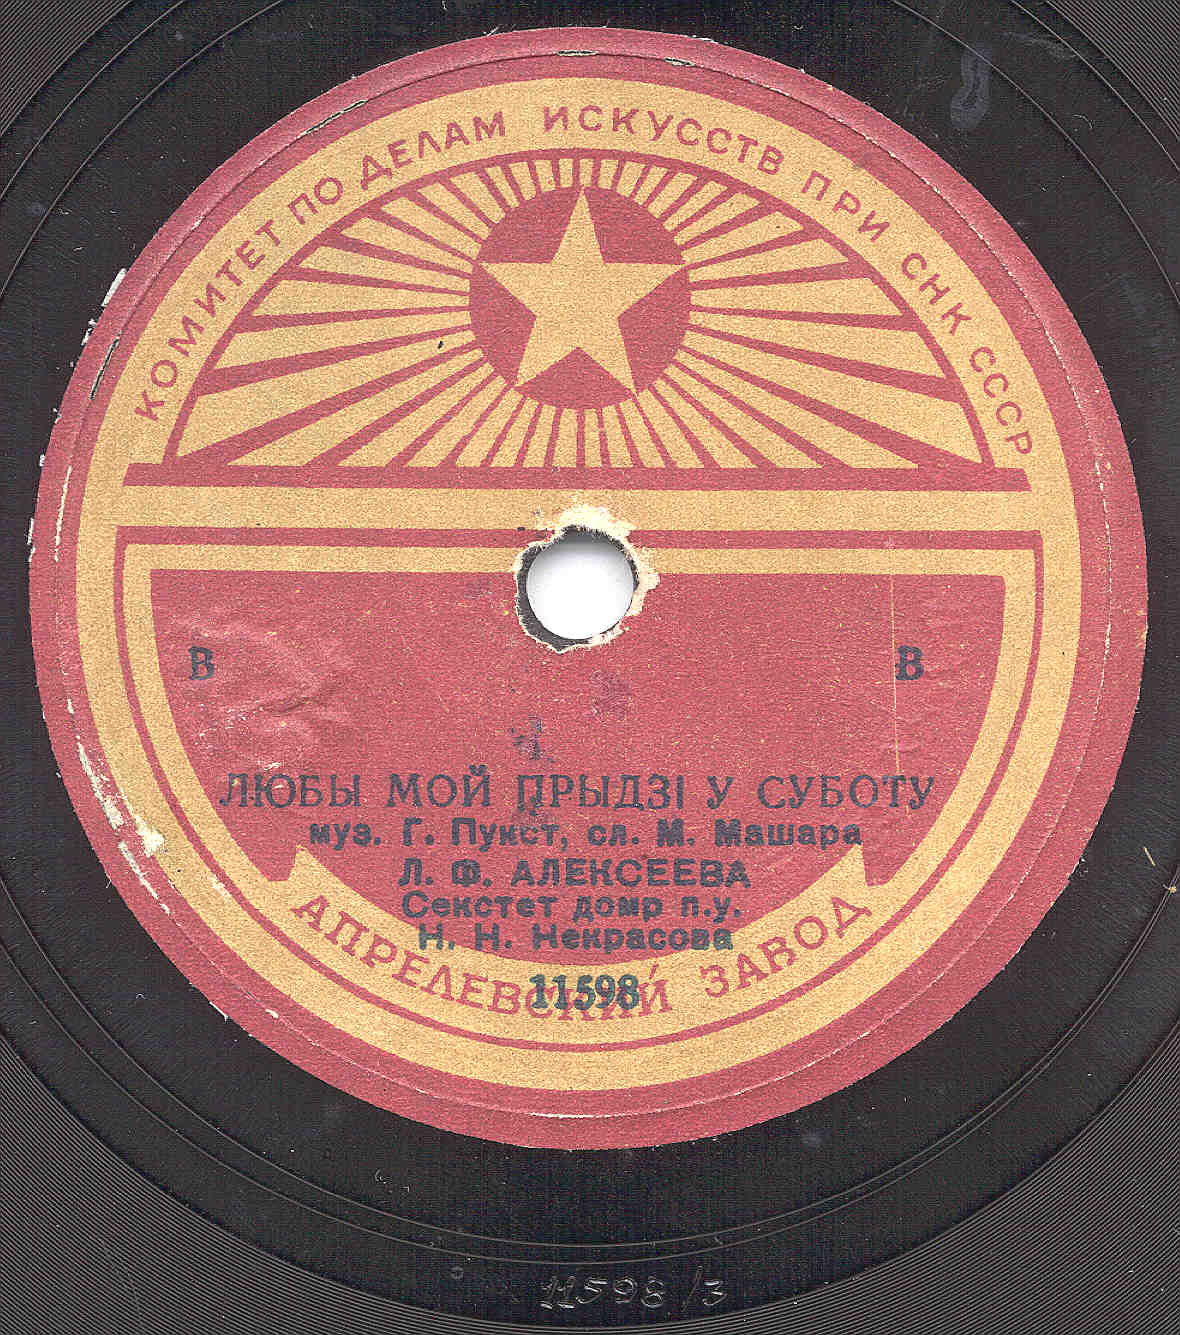 КОМИТЕТ ПО ДЕЛАМ ИСКУССТВ ПРИ СНК СССР
В В
ЛЮБЫ МОЙ ПРЫДЗІ У СУБОТУ
муз. Г. Пукст, сл. М. Машара
Л. Ф. АЛЕКСЕЕВА
Секстет домр п.у.
Н. Н. Некрасова
11598
АПРЕЛЕВСКИЙ ЗАВОД
11598/3